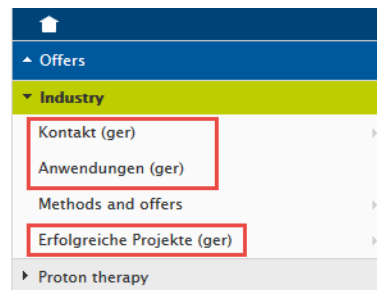 Offers
Industry
Kontakt (ger)
Anwendungen (ger)
Methods and offers
Erfolgreiche Projekte (ger)
Proton therapy